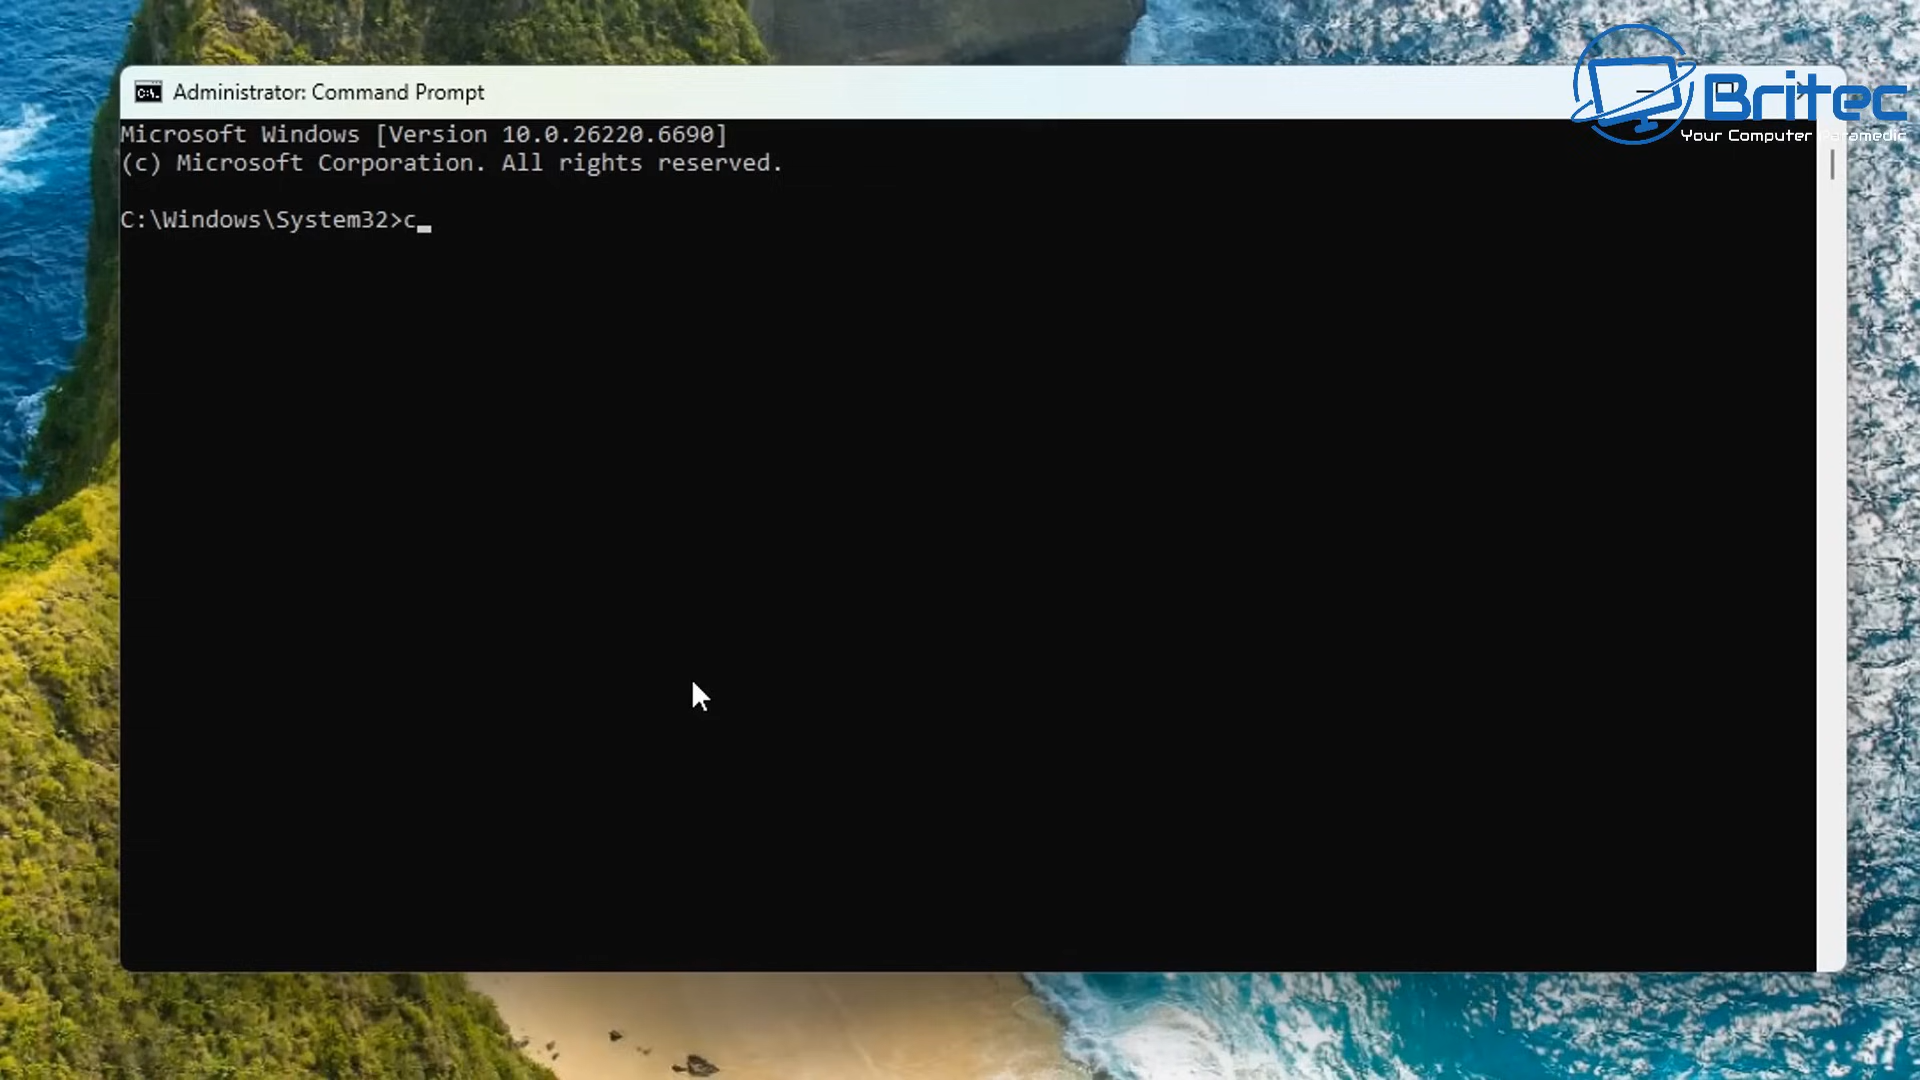 Britec
Your Computer Paramedic
Administrator: Command Prompt
Microsoft Windows [Version 10.0.26220.6690]
(c) Microsoft Corporation. All rights reserved.
C:\Windows\System32>c